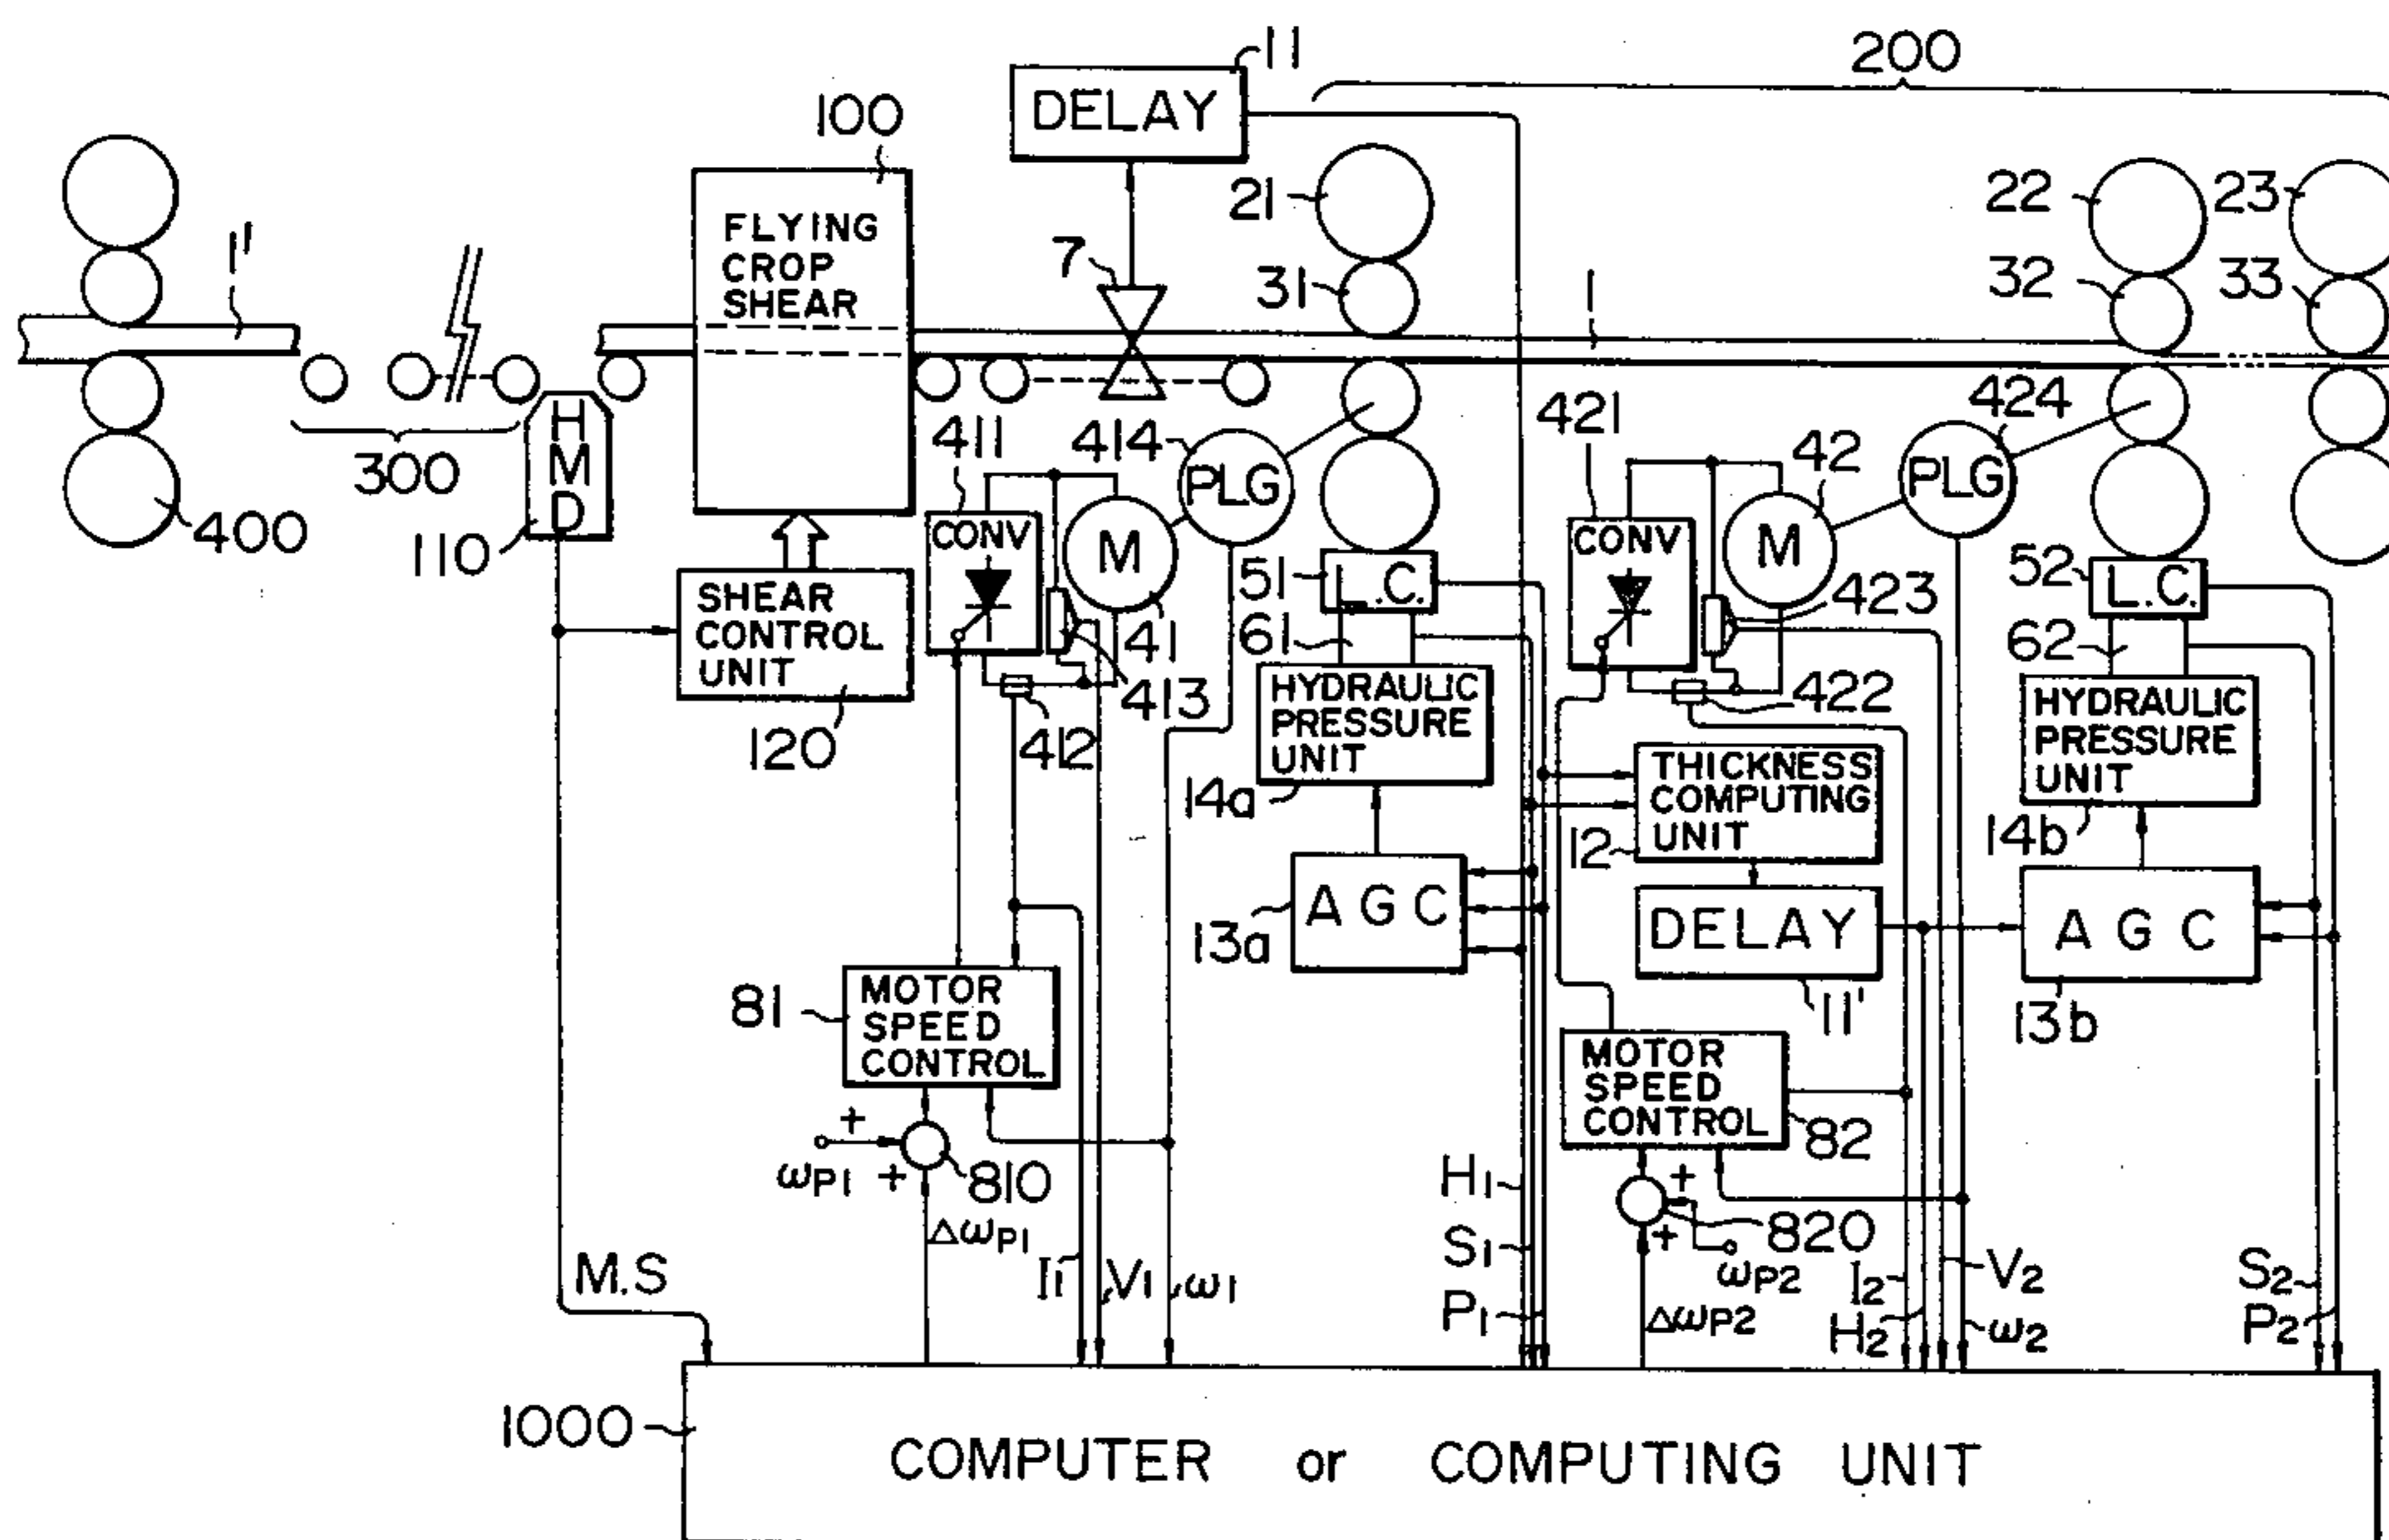 11
200
DELAY
100
21
22
23
1'
FLYING
CROP
SHEAR
7
31
1
32
33
H
M
D
300
400
110
411
414
PLG
421
42
424
PLG
CONV
M
41
51
L.C.
CONV
M
423
52
L.C.
SHEAR
CONTROL
UNIT
120
413
412
61
HYDRAULIC
PRESSURE
UNIT
14a
422
62
HYDRAULIC
PRESSURE
UNIT
14b
THICKNESS
COMPUTING
UNIT
12
AGC
13a
DELAY
11'
AGC
13b
81
MOTOR
SPEED
CONTROL
MOTOR
SPEED
CONTROL
82
+
ωP1
+
810
ΔωP1
+
820
+
ωP2
ΔωP2
M.S
I1
V1
ω1
H1
S1
P1
I2
H2
V2
ω2
S2
P2
1000
COMPUTER or COMPUTING UNIT